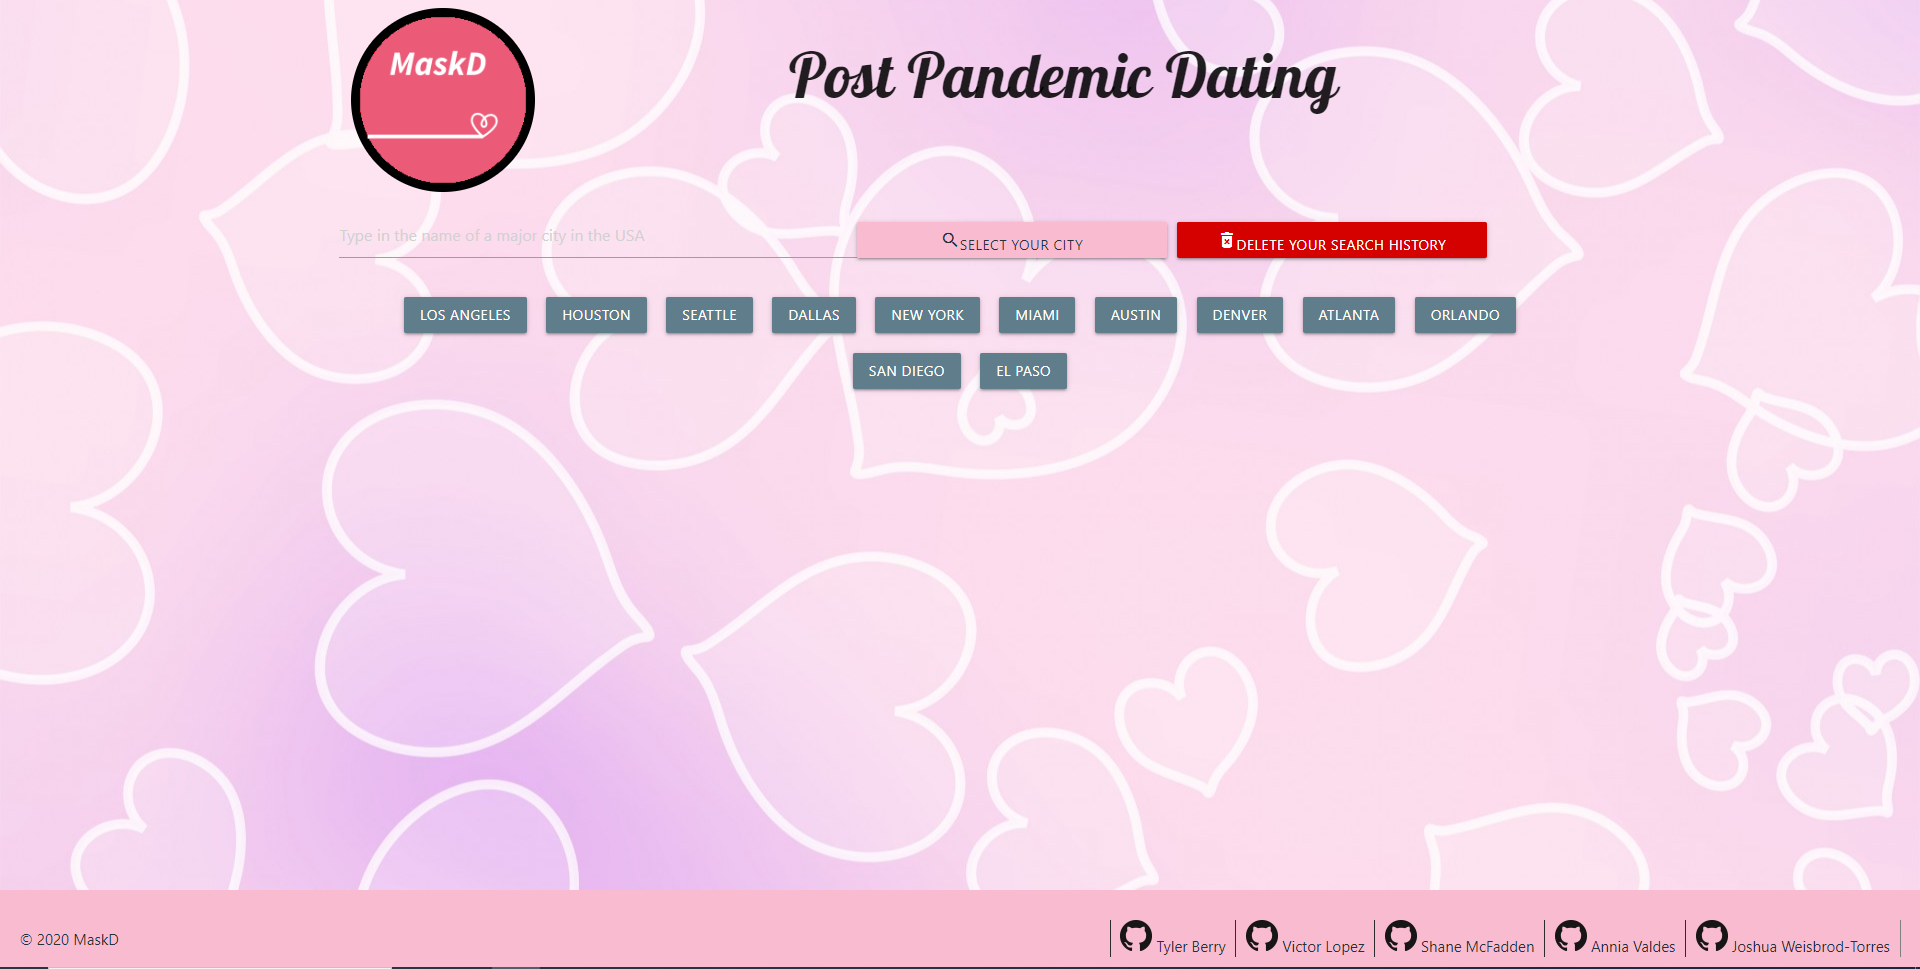 MaskD
Post Pandemic Dating
Type in the name of a major city in the USA
SELECT YOUR CITY
DELETE YOUR SEARCH HISTORY
LOS ANGELES HOUSTON SEATTLE DALLAS NEW YORK MIAMI AUSTIN DENVER ATLANTA ORLANDO
SAN DIEGO EL PASO
© 2020 MaskD
Tyler Berry Victor Lopez Shane McFadden Annia Valdes Joshua Weisbrod-Torres